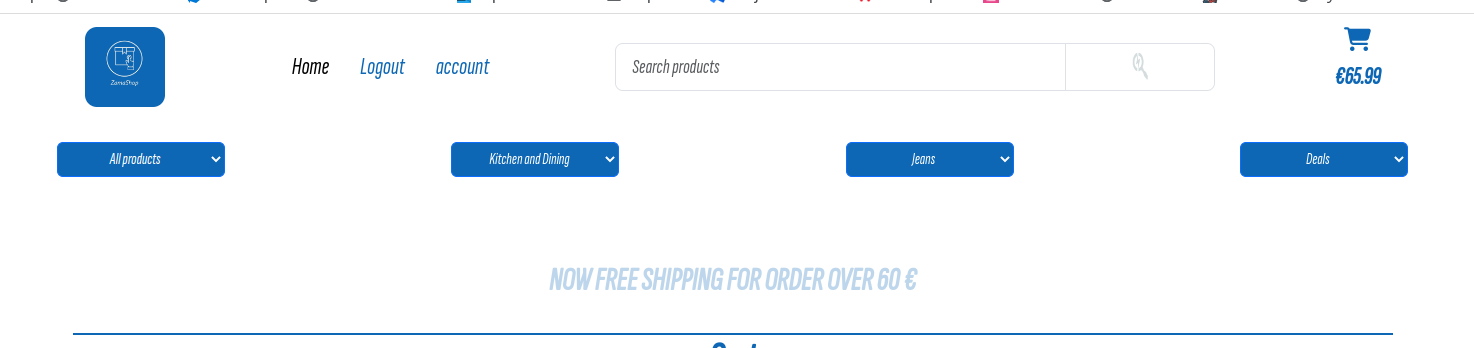 ZamaShop
Home Logout account
Search products
€65.99
All products Kitchen and Dining Jeans Deals
NOW FREE SHIPPING FOR ORDER OVER 60 €